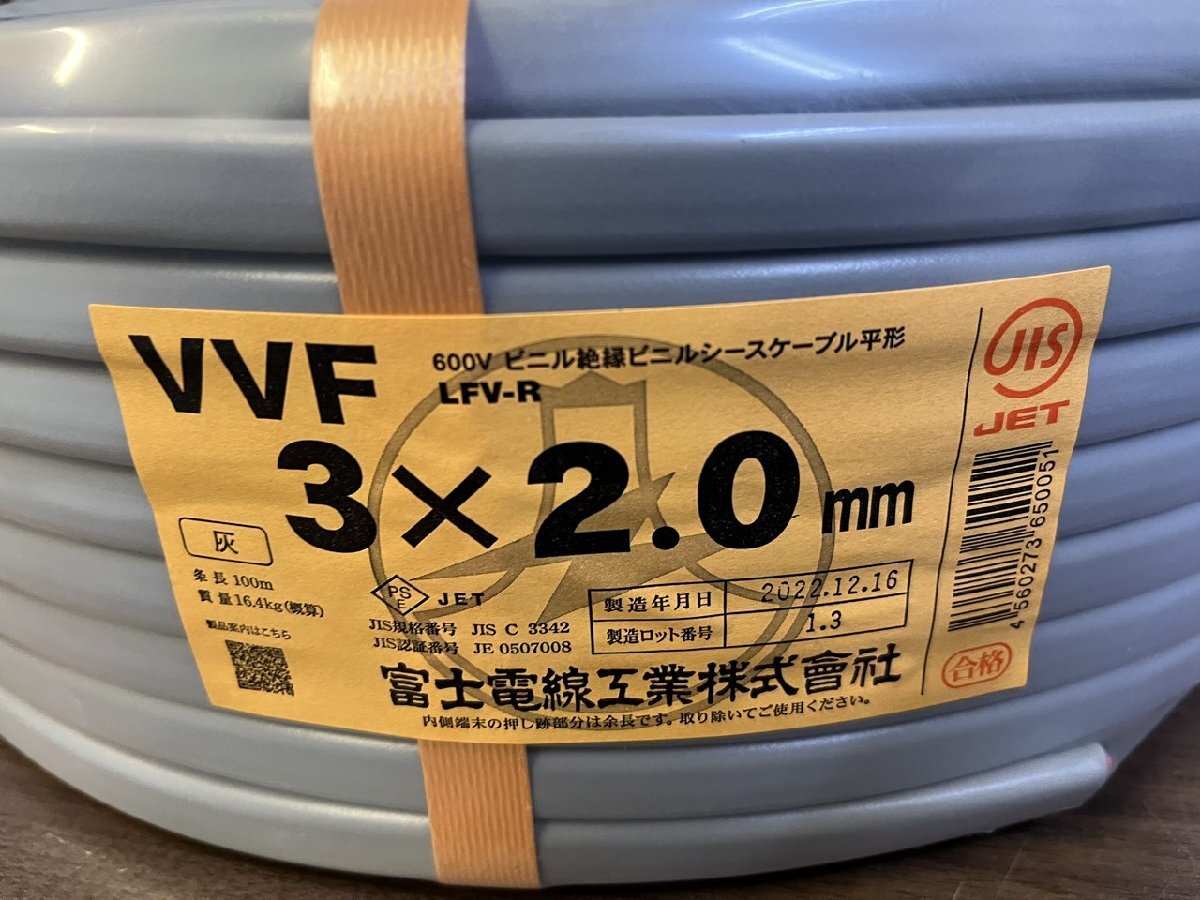 VVF
600V ビニル絶縁ビニルシースケーブル平形
LFV-R
3×2.0mm
灰
条長 100m
質量 16.4kg(概算)
製品案内はこちら
PS E JET
JIS規格番号 JIS C 3342
JIS認証番号 JE 0507008
製造年月日 2022.12.16
製造ロット番号 1.3
富士電線工業株式會社
内側端末の押し跡部分は余長です。取り除いてご使用ください。
JIS
JET
4560273650051
合格